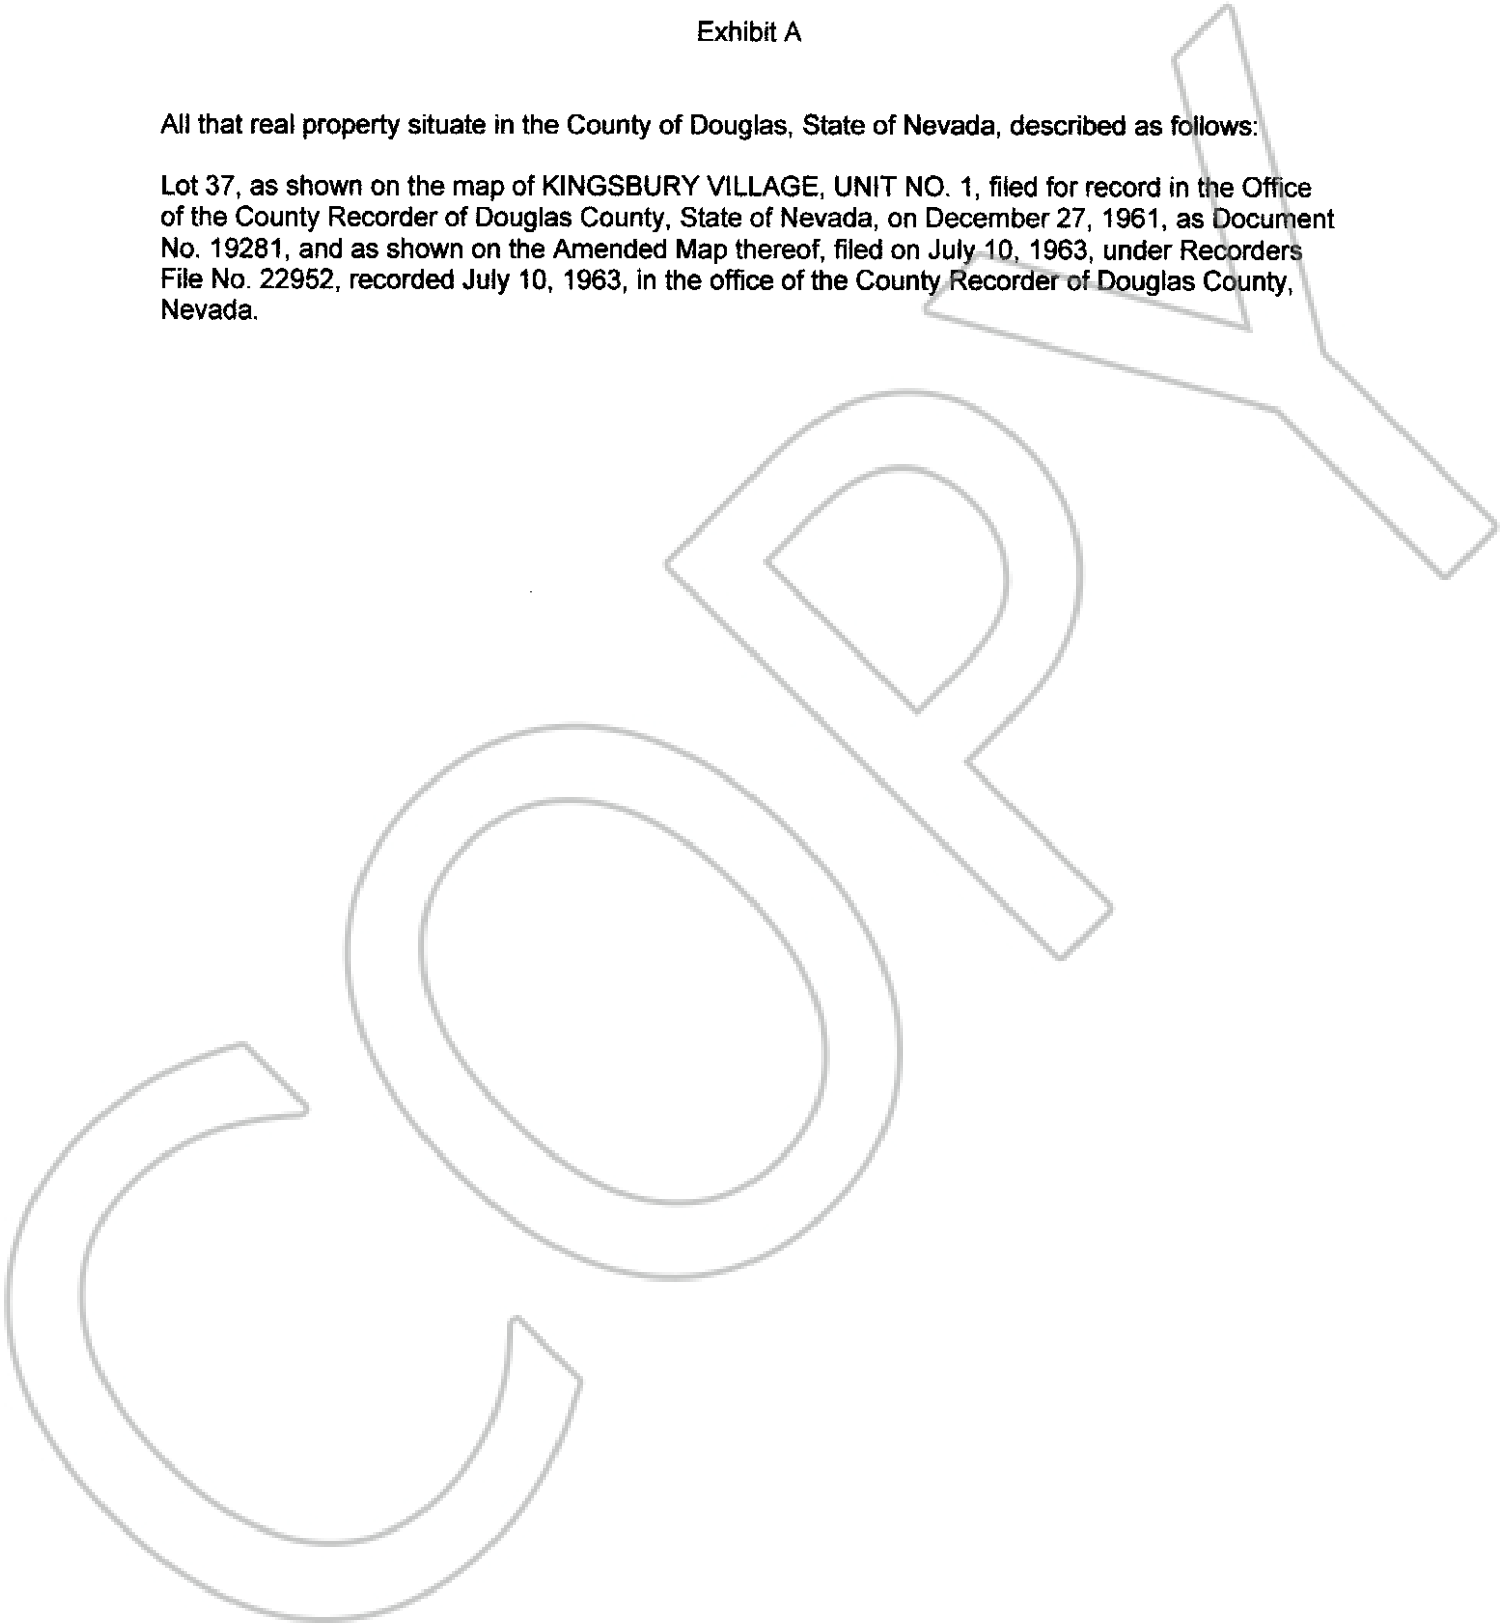 Exhibit A
All that real property situate in the County of Douglas, State of Nevada, described as follows:
Lot 37, as shown on the map of KINGSBURY VILLAGE, UNIT NO. 1, filed for record in the Office
of the County Recorder of Douglas County, State of Nevada, on December 27, 1961, as Document
No. 19281, and as shown on the Amended Map thereof, filed on July 10, 1963, under Recorders
File No. 22952, recorded July 10, 1963, in the office of the County Recorder of Douglas County,
Nevada.
COPY